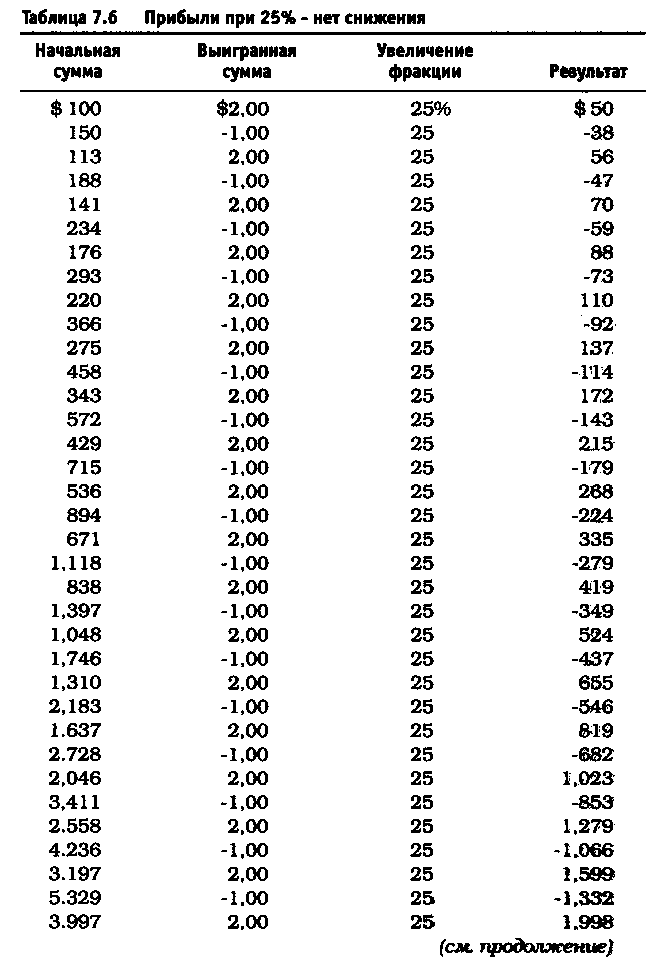 Таблица 7.6 Прибыли при 25% - нет снижения
Начальная сумма Выигранная сумма Увеличение фракции Результат
$ 100 $2,00 25% $ 50
150 -1,00 25 -38
113 2,00 25 56
188 -1,00 25 -47
141 2,00 25 70
234 -1,00 25 -59
176 2,00 25 88
293 -1,00 25 -73
220 2,00 25 110
366 -1,00 25 -92
275 2,00 25 137
458 -1,00 25 -114
343 2,00 25 172
572 -1,00 25 -143
429 2,00 25 215
715 -1,00 25 -179
536 2,00 25 268
894 -1,00 25 -224
671 2,00 25 335
1,118 -1,00 25 -279
838 2,00 25 419
1,397 -1,00 25 -349
1,048 2,00 25 524
1,746 -1,00 25 -437
1,310 2,00 25 655
2,183 -1,00 25 -546
1.637 2,00 25 819
2.728 -1,00 25 -682
2,046 2,00 25 1,023
3,411 -1,00 25 -853
2.558 2,00 25 1,279
4.236 -1,00 25 -1.066
3.197 2,00 25 1,599
5.329 -1,00 25 -1,332
3.997 2,00 25 1,998
(см. продолжение)